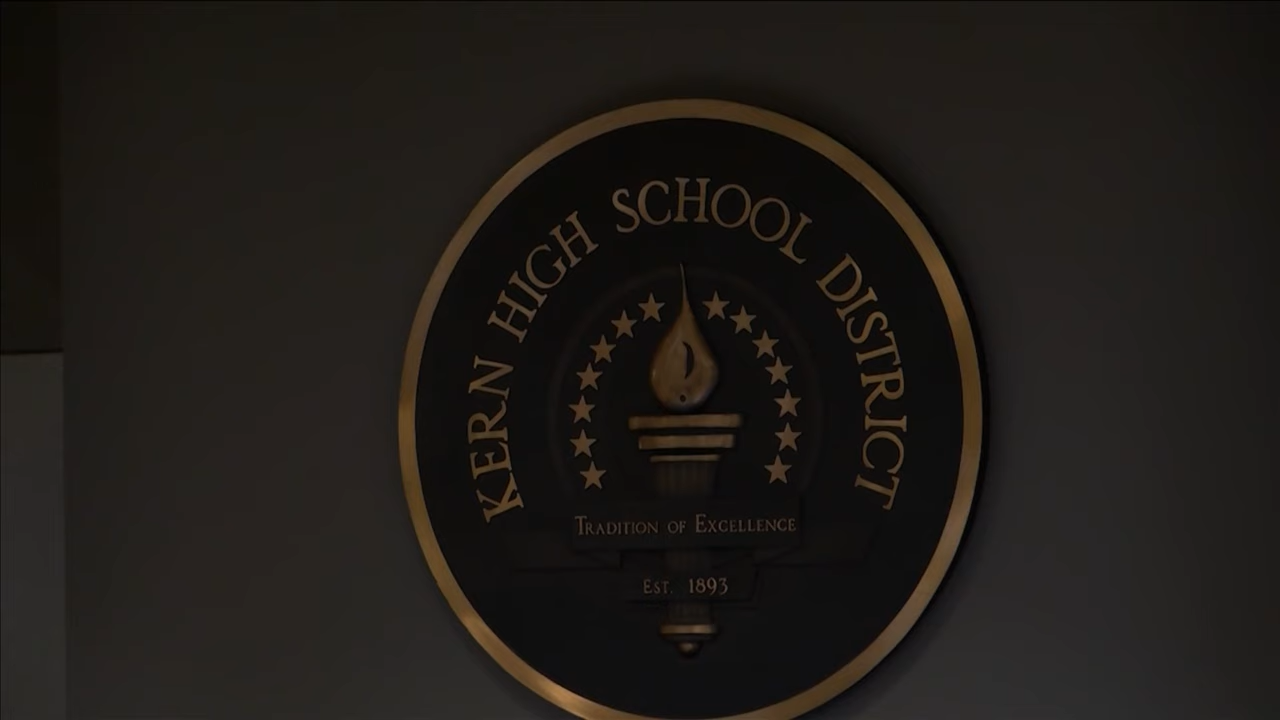 KERN HIGH SCHOOL DISTRICT
TRADITION OF EXCELLENCE
EST. 1893